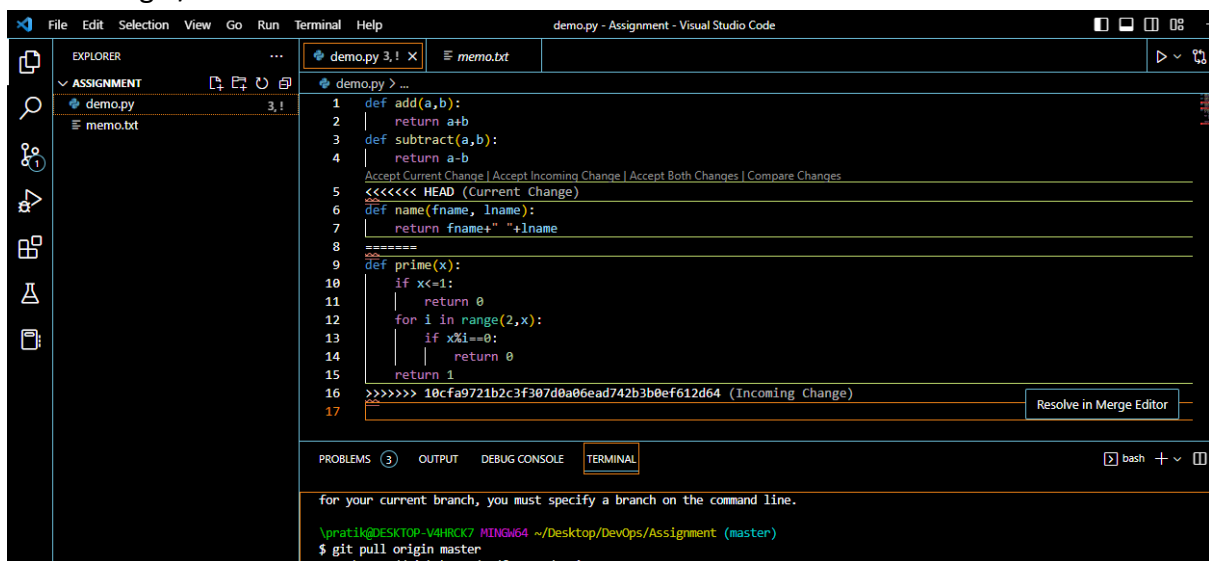 File Edit Selection View Go Run Terminal Help
demo.py - Assignment - Visual Studio Code
EXPLORER ...
ASSIGNMENT
demo.py 3, !
memo.txt
1
demo.py 3, !
memo.txt
demo.py > ...
1 def add(a,b):
2 return a+b
3 def subtract(a,b):
4 return a-b
Accept Current Change | Accept Incoming Change | Accept Both Changes | Compare Changes
5 <<<<<<< HEAD (Current Change)
6 def name(fname, lname):
7 return fname+" "+lname
8 =======
9 def prime(x):
10 if x<=1:
11 return 0
12 for i in range(2,x):
13 if x%i==0:
14 return 0
15 return 1
16 >>>>>>> 10cfa9721b2c3f307d0a06ead742b3b0ef612d64 (Incoming Change)
17
Resolve in Merge Editor
PROBLEMS 3 OUTPUT DEBUG CONSOLE TERMINAL
bash
for your current branch, you must specify a branch on the command line.
\pratik@DESKTOP-V4HRCK7 MINGW64 ~/Desktop/DevOps/Assignment (master)
$ git pull origin master